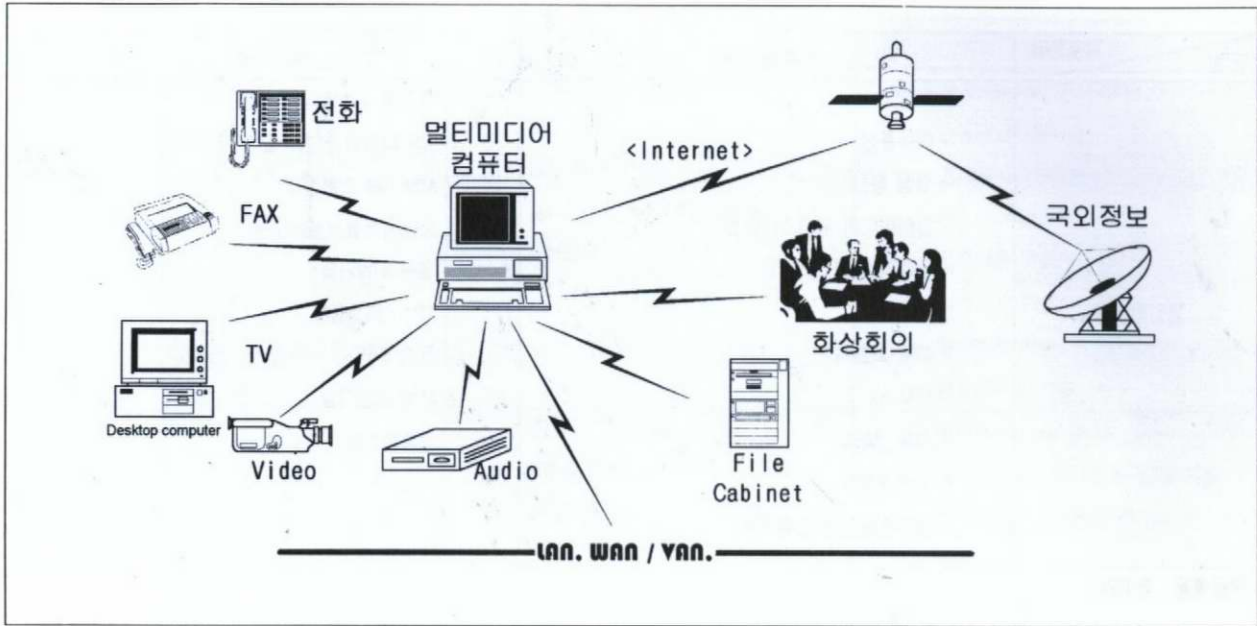 전화
멀티미디어
컴퓨터
<Internet>
FAX
국외정보
TV
화상회의
Desktop computer
Video
Audio
File
Cabinet
LAN. WAN / VAN.